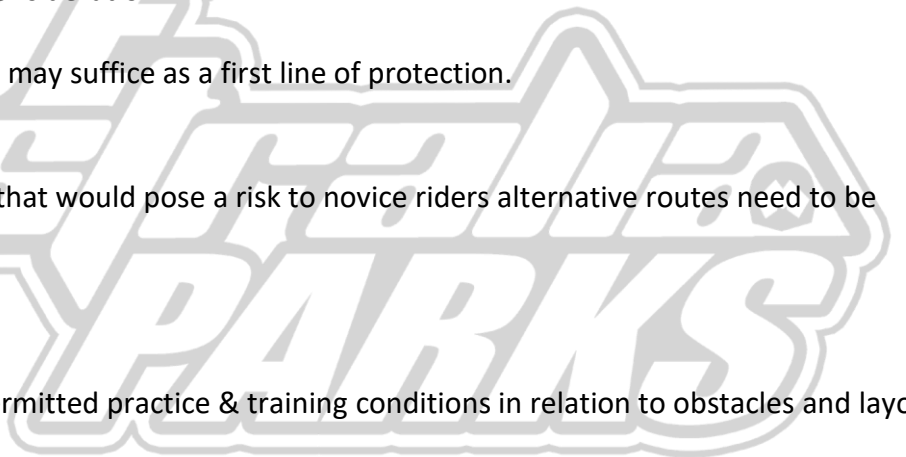 may suffice as a first line of protection.
that would pose a risk to novice riders alternative routes need to be
PARKS
rmitted practice & training conditions in relation to obstacles and layo